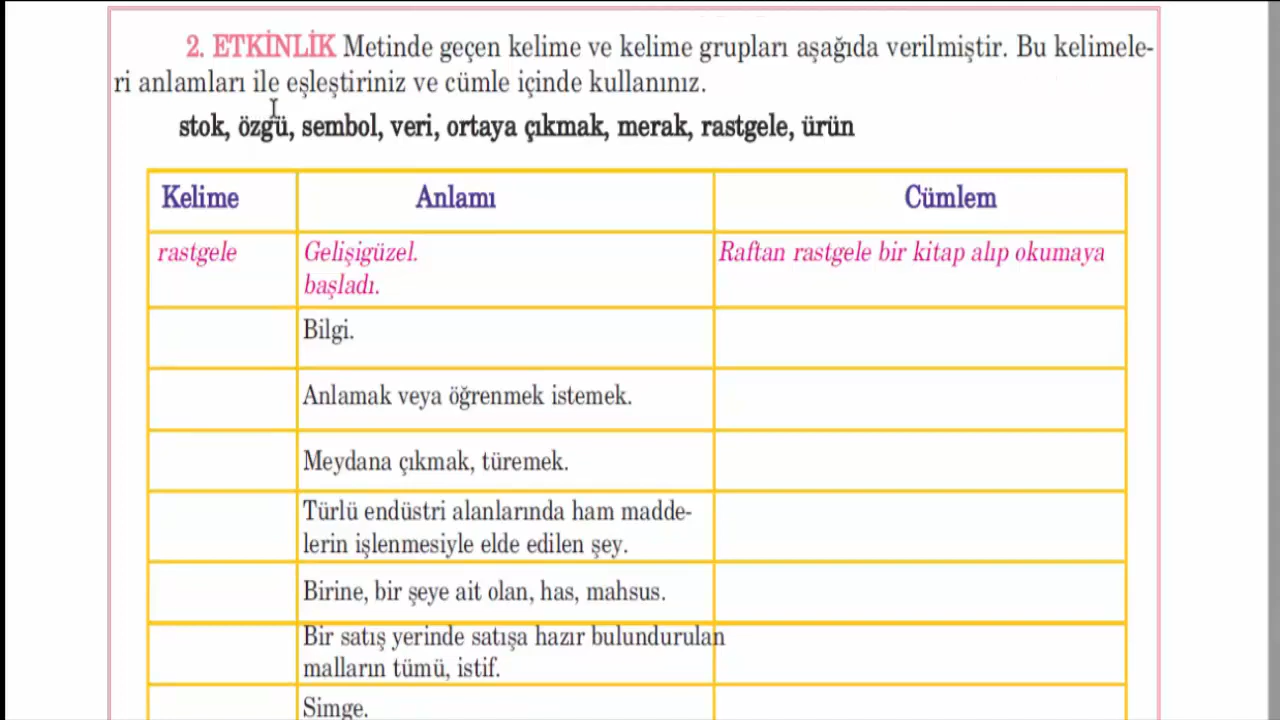 2. ETKİNLİK Metinde geçen kelime ve kelime grupları aşağıda verilmiştir. Bu kelimele-
ri anlamları ile eşleştiriniz ve cümle içinde kullanınız.
stok, özgü, sembol, veri, ortaya çıkmak, merak, rastgele, ürün
Kelime Anlamı Cümlem
rastgele Gelişigüzel. Raftan rastgele bir kitap alıp okumaya
başladı.
Bilgi.
Anlamak veya öğrenmek istemek.
Meydana çıkmak, türemek.
Türlü endüstri alanlarında ham madde-
lerin işlenmesiyle elde edilen şey.
Birine, bir şeye ait olan, has, mahsus.
Bir satış yerinde satışa hazır bulundurulan
malların tümü, istif.
Simge.